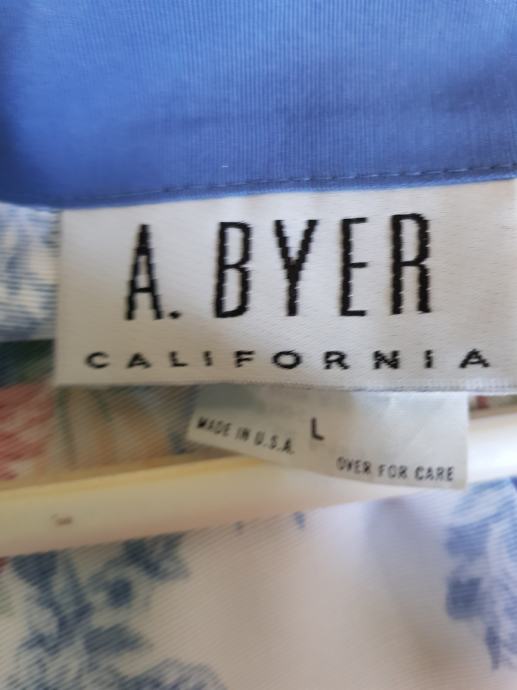 A. BYER
CALIFORNIA
L
MADE IN U.S.A.
OVER FOR CARE